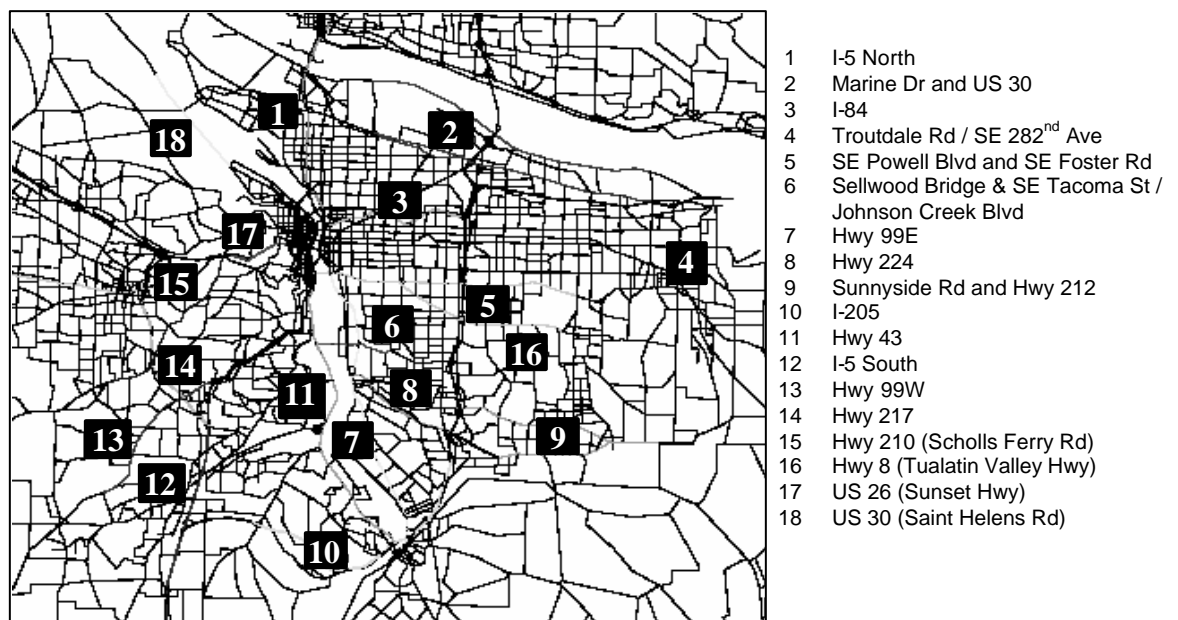 1
2
3
4
5
6
7
8
9
10
11
12
13
14
15
16
17
18
1 I-5 North
2 Marine Dr and US 30
3 I-84
4 Troutdale Rd / SE 282nd Ave
5 SE Powell Blvd and SE Foster Rd
6 Sellwood Bridge & SE Tacoma St /
Johnson Creek Blvd
7 Hwy 99E
8 Hwy 224
9 Sunnyside Rd and Hwy 212
10 I-205
11 Hwy 43
12 I-5 South
13 Hwy 99W
14 Hwy 217
15 Hwy 210 (Scholls Ferry Rd)
16 Hwy 8 (Tualatin Valley Hwy)
17 US 26 (Sunset Hwy)
18 US 30 (Saint Helens Rd)